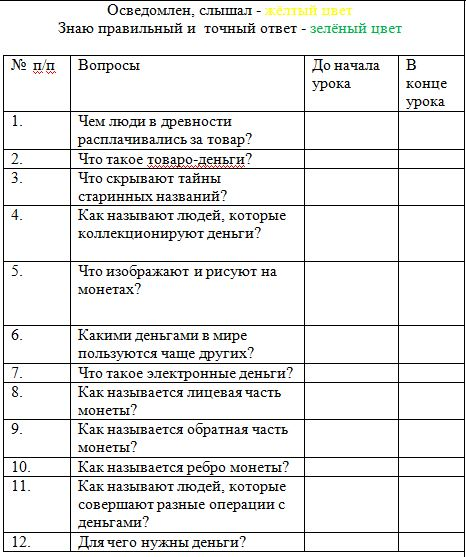 Осведомлен, слышал - жёлтый цвет
Знаю правильный и точный ответ - зелёный цвет
№ п/п Вопросы До начала В
урока конце
урока
1. Чем люди в древности
расплачивались за товар?
2. Что такое товаро-деньги?
3. Что скрывают тайны
старинных названий?
4. Как называют людей, которые
коллекционируют деньги?
5. Что изображают и рисуют на
монетах?
6. Какими деньгами в мире
пользуются чаще других?
7. Что такое электронные деньги?
8. Как называется лицевая часть
монеты?
9. Как называется обратная часть
монеты?
10. Как называется ребро монеты?
11. Как называют людей, которые
совершают разные операции с
деньгами?
12. Для чего нужны деньги?